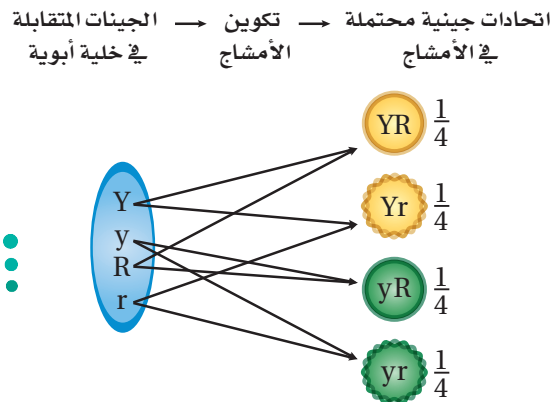 الجينات المتقابلة → تكوين → اتحادات جينية محتملة
في خلية أبوية الأمشاج في الأمشاج
YR 1/4
Y
Yr 1/4
y
R
yR 1/4
r
yr 1/4